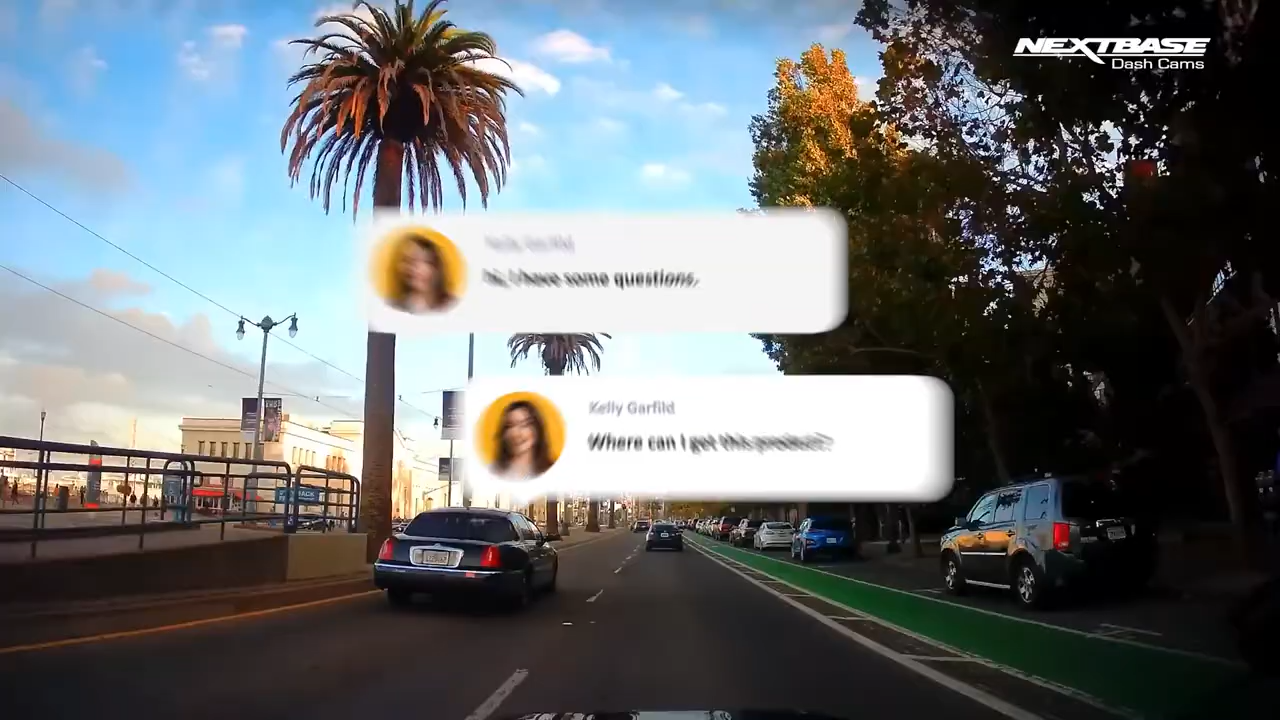 NEXTBASE
Dash Cams
Hi, I have some questions.
Kelly Garfild
Where can I get this product?